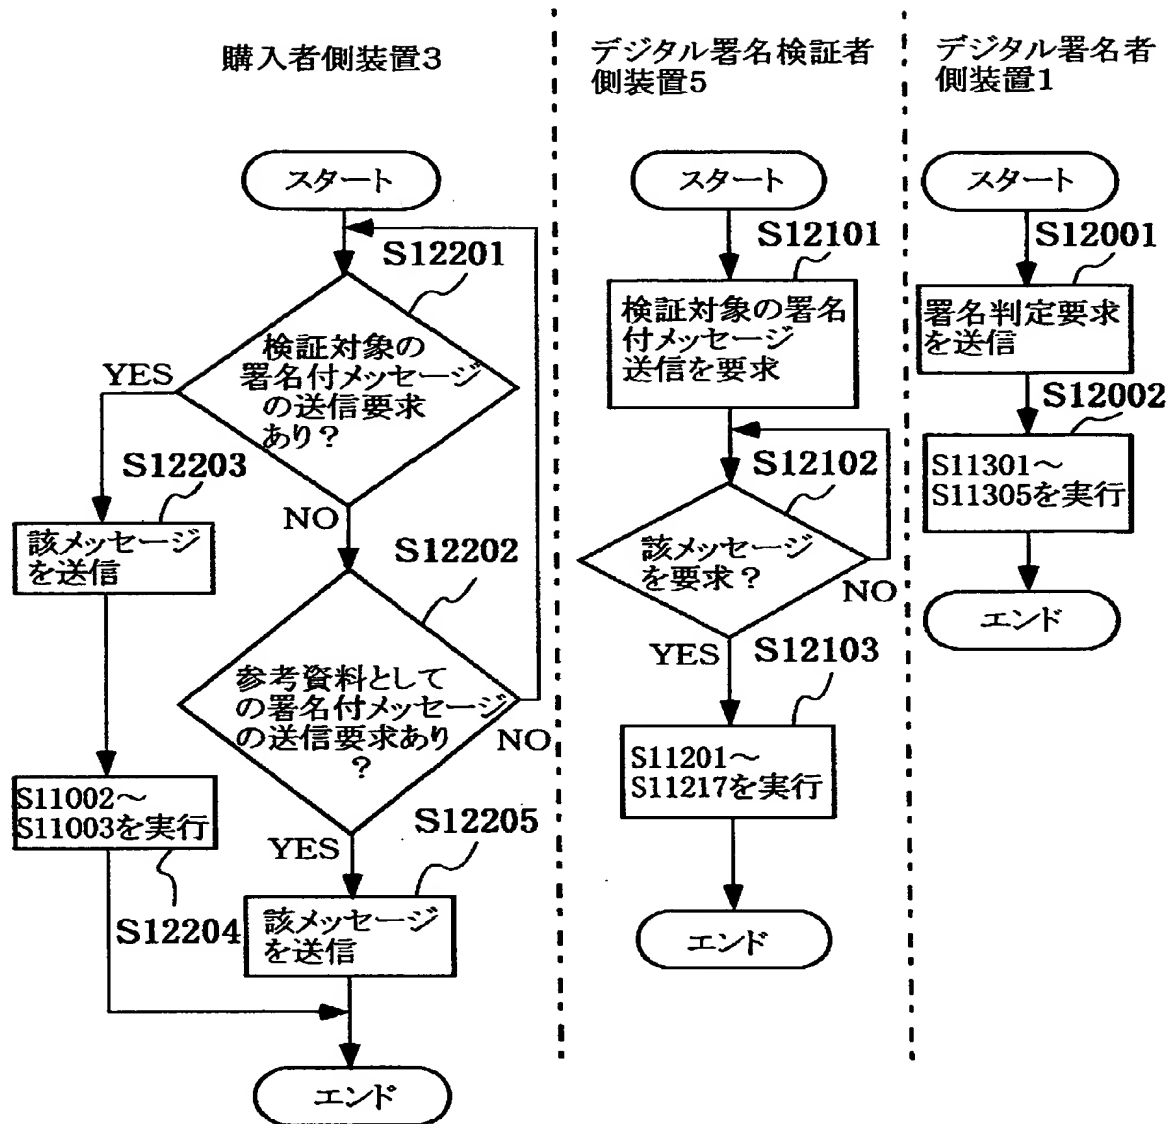 購入者側装置3
スタート
S12201
検証対象の
署名付メッセージ
の送信要求
あり？
YES
NO
S12203
該メッセージ
を送信
S12202
参考資料として
の署名付メッセージ
の送信要求あり
？
NO
YES
S11002～
S11003を実行
S12204
S12205
該メッセージ
を送信
エンド
デジタル署名検証者
側装置5
スタート
S12101
検証対象の署名
付メッセージ
送信を要求
S12102
該メッセージ
を要求？
NO
YES
S12103
S11201～
S11217を実行
エンド
デジタル署名者
側装置1
スタート
S12001
署名判定要求
を送信
S12002
S11301～
S11305を実行
エンド